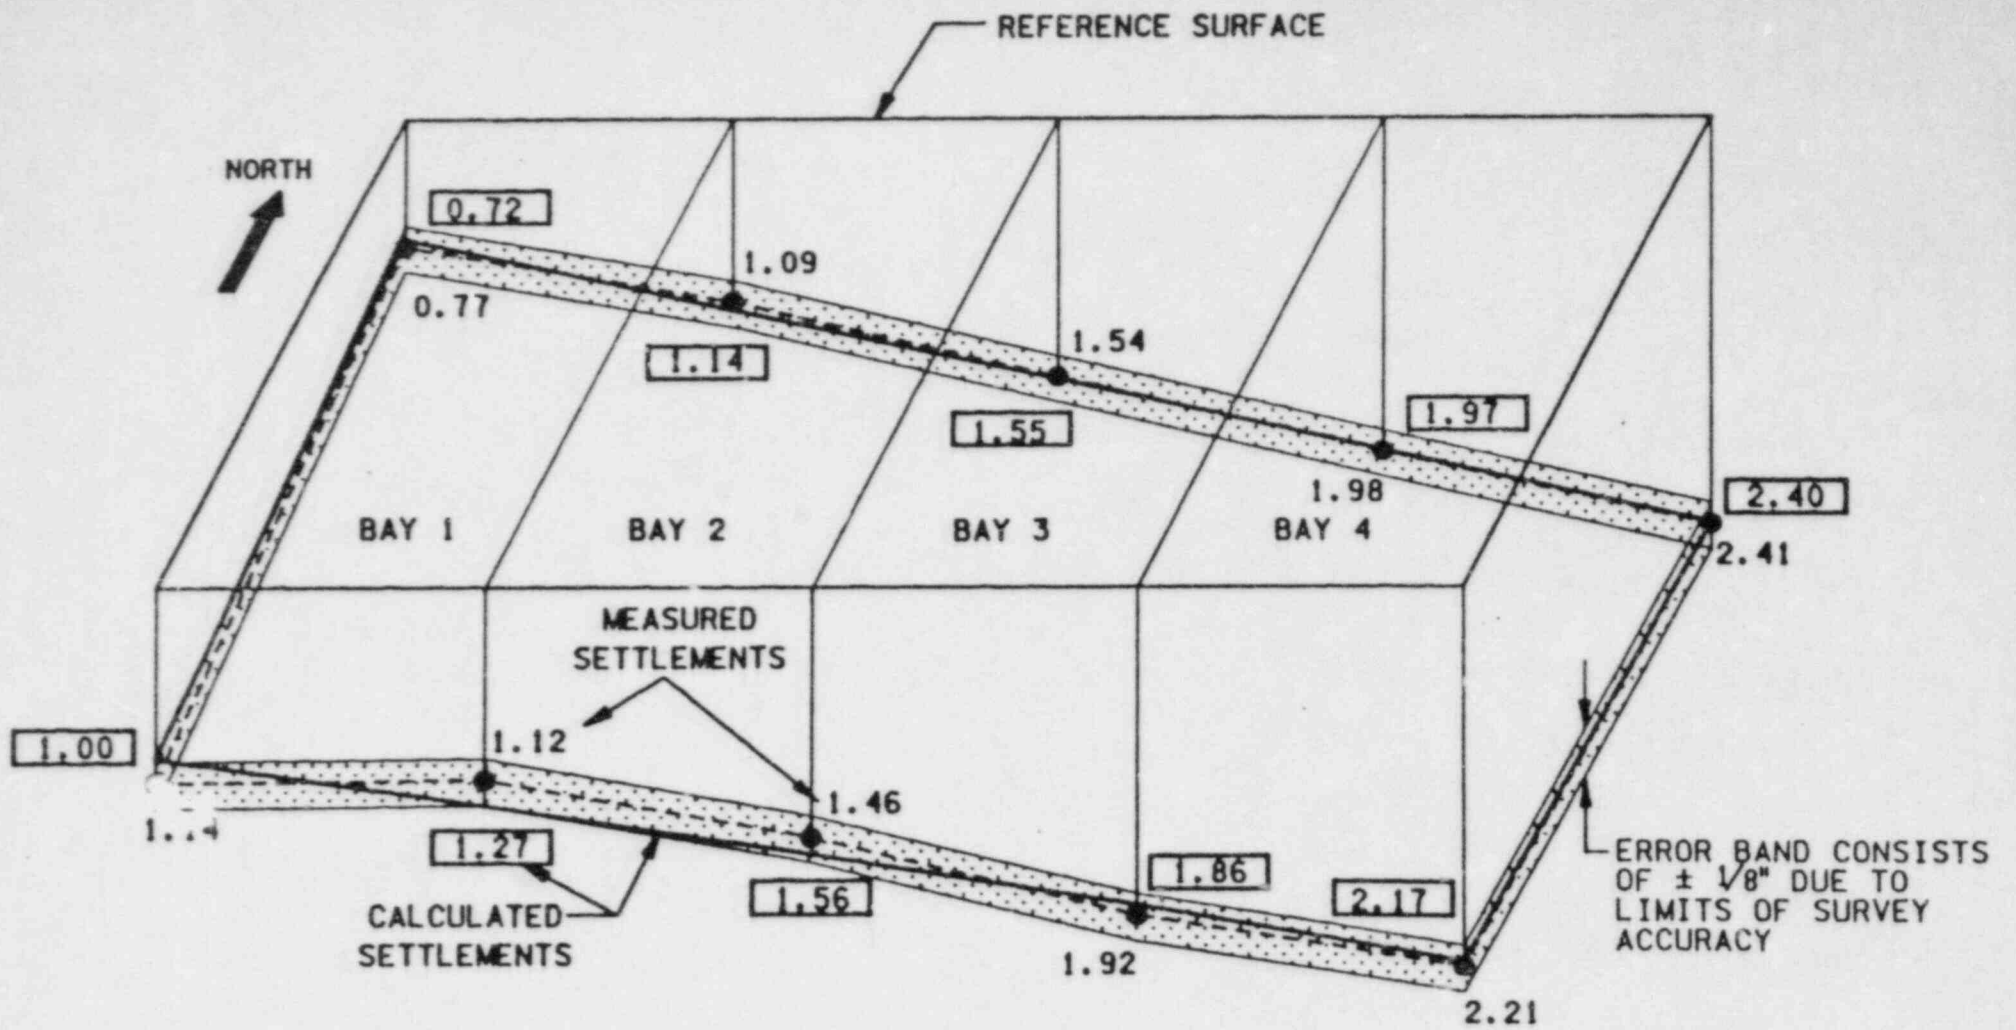 REFERENCE SURFACE
NORTH
0.72
1.09
0.77
1.54
1.14
1.97
1.55
2.40
1.98
BAY 1
BAY 2
BAY 3
BAY 4
2.41
MEASURED
SETTLEMENTS
1.00
1.12
1.46
1.27
ERROR BAND CONSISTS
OF ± 1/8" DUE TO
LIMITS OF SURVEY
ACCURACY
1.86
2.17
1.56
CALCULATED
SETTLEMENTS
1.92
2.21